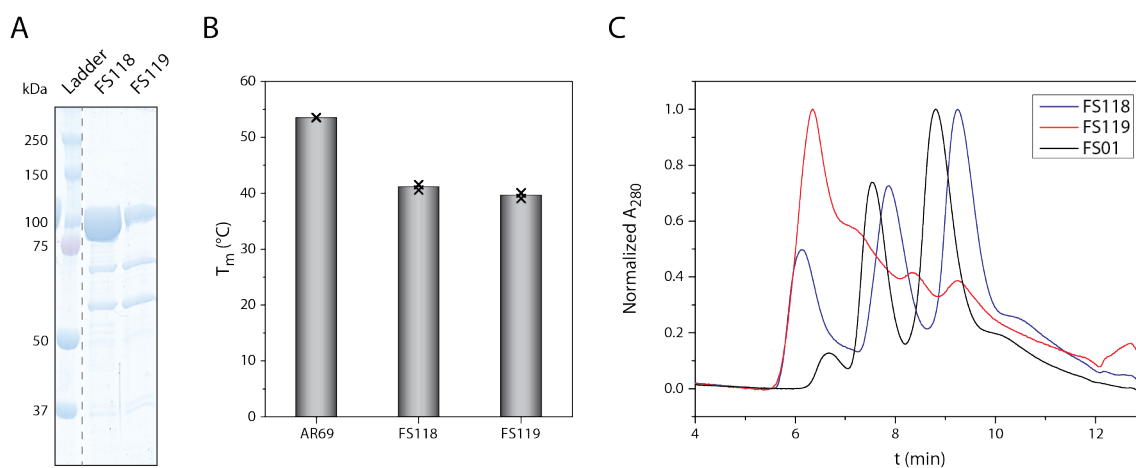 A
Ladder
FS118
FS119
kDa
250
150
100
75
50
37
B
60
50
40
30
20
10
0
Tm (°C)
AR69
FS118
FS119
C
1.0
0.8
0.6
0.4
0.2
0.0
Normalized A280
FS118
FS119
FS01
4
6
8
10
12
t (min)